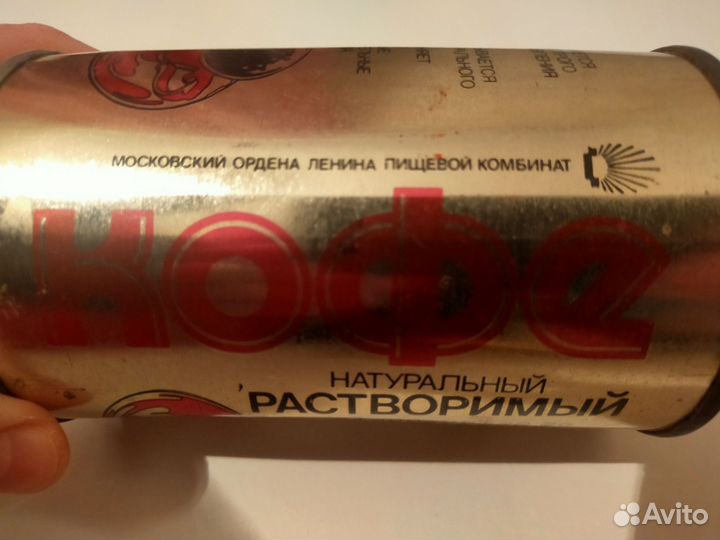 МОСКОВСКИЙ ОРДЕНА ЛЕНИНА ПИЩЕВОЙ КОМБИНАТ
кофе
НАТУРАЛЬНЫЙ
РАСТВОРИМЫЙ
Avito